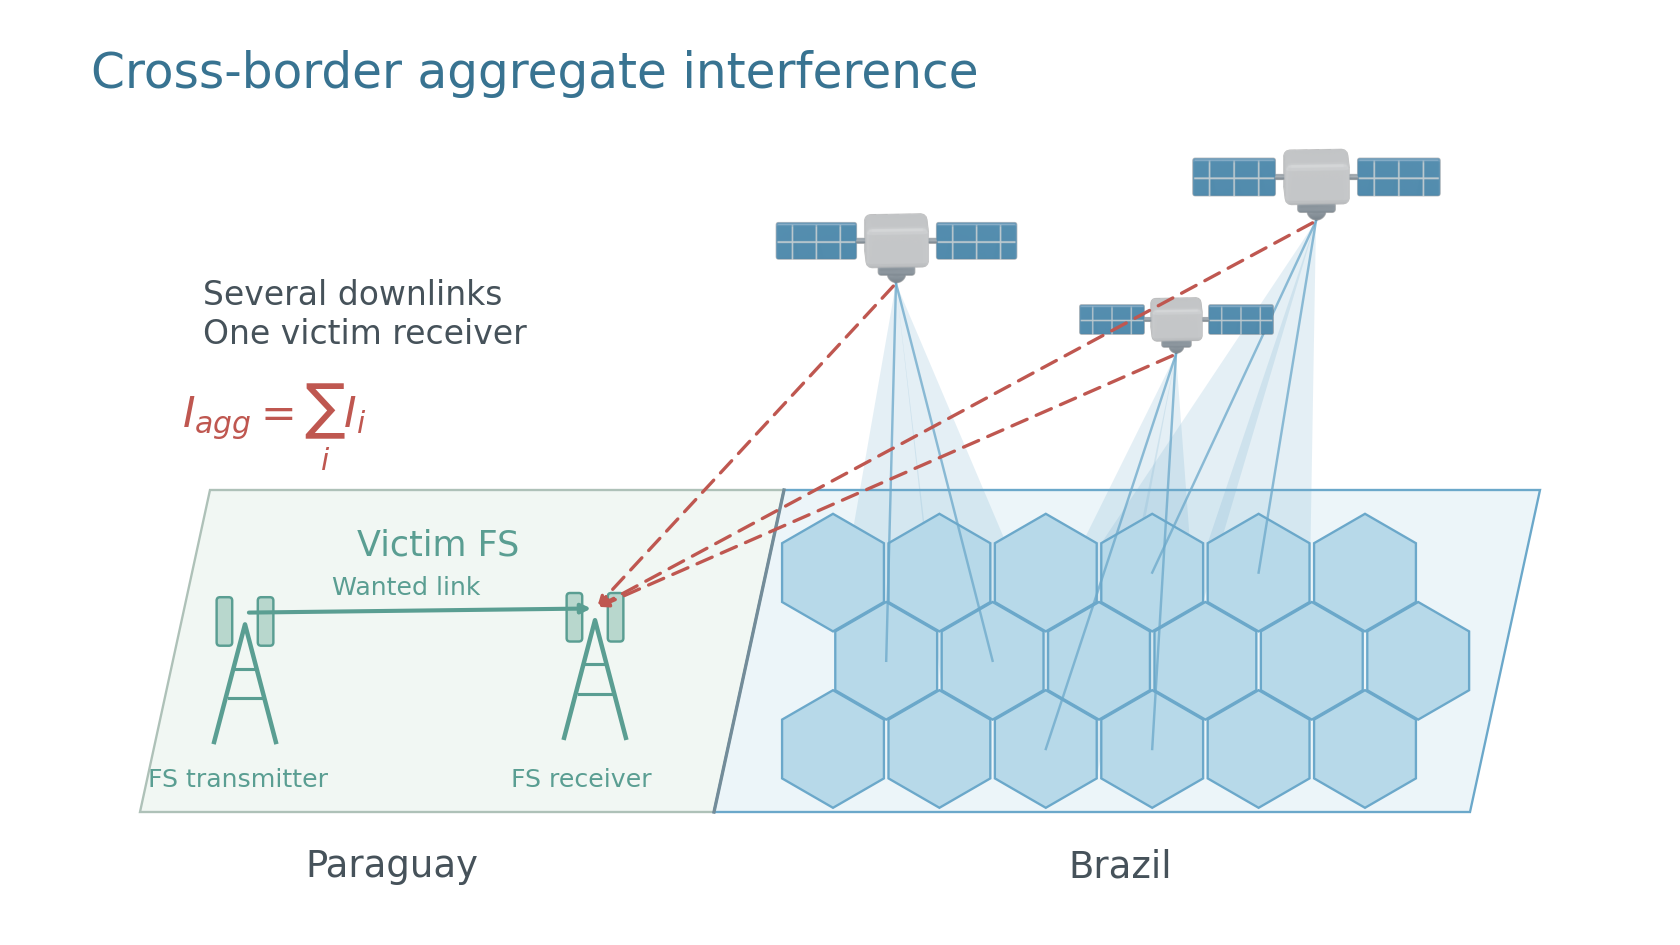 Cross-border aggregate interference
Several downlinks
One victim receiver
I_agg = ∑_i I_i
Victim FS
Wanted link
FS transmitter
FS receiver
Paraguay
Brazil